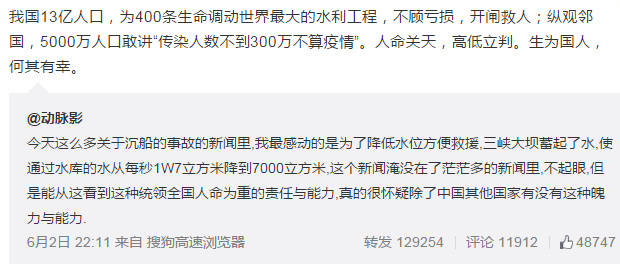 我国13亿人口，为400条生命调动世界最大的水利工程，不顾亏损，开闸救人；纵观邻
国，5000万人口敢讲“传染人数不到300万不算疫情”。人命关天，高低立判。生为国人，
何其有幸。
@动脉影
今天这么多关于沉船的事故的新闻里,我最感动的是为了降低水位方便救援,三峡大坝蓄起了水,使
通过水库的水从每秒1W7立方米降到7000立方米,这个新闻淹没在了茫茫多的新闻里,不起眼,但
是能从这看到这种统领全国人命为重的责任与能力,真的很怀疑除了中国其他国家有没有这种魄
力与能力.
6月2日 22:11 来自 搜狗高速浏览器 转发 129254 评论 11912 48747